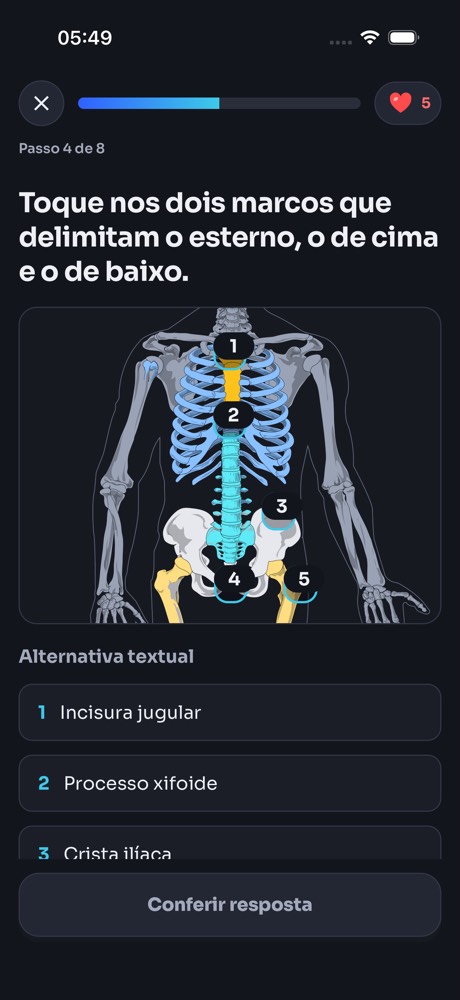 05:49
5
Passo 4 de 8
Toque nos dois marcos que
delimitam o esterno, o de cima
e o de baixo.
1
2
3
4
5
Alternativa textual
1 Incisura jugular
2 Processo xifoide
3 Crista ilíaca
Conferir resposta